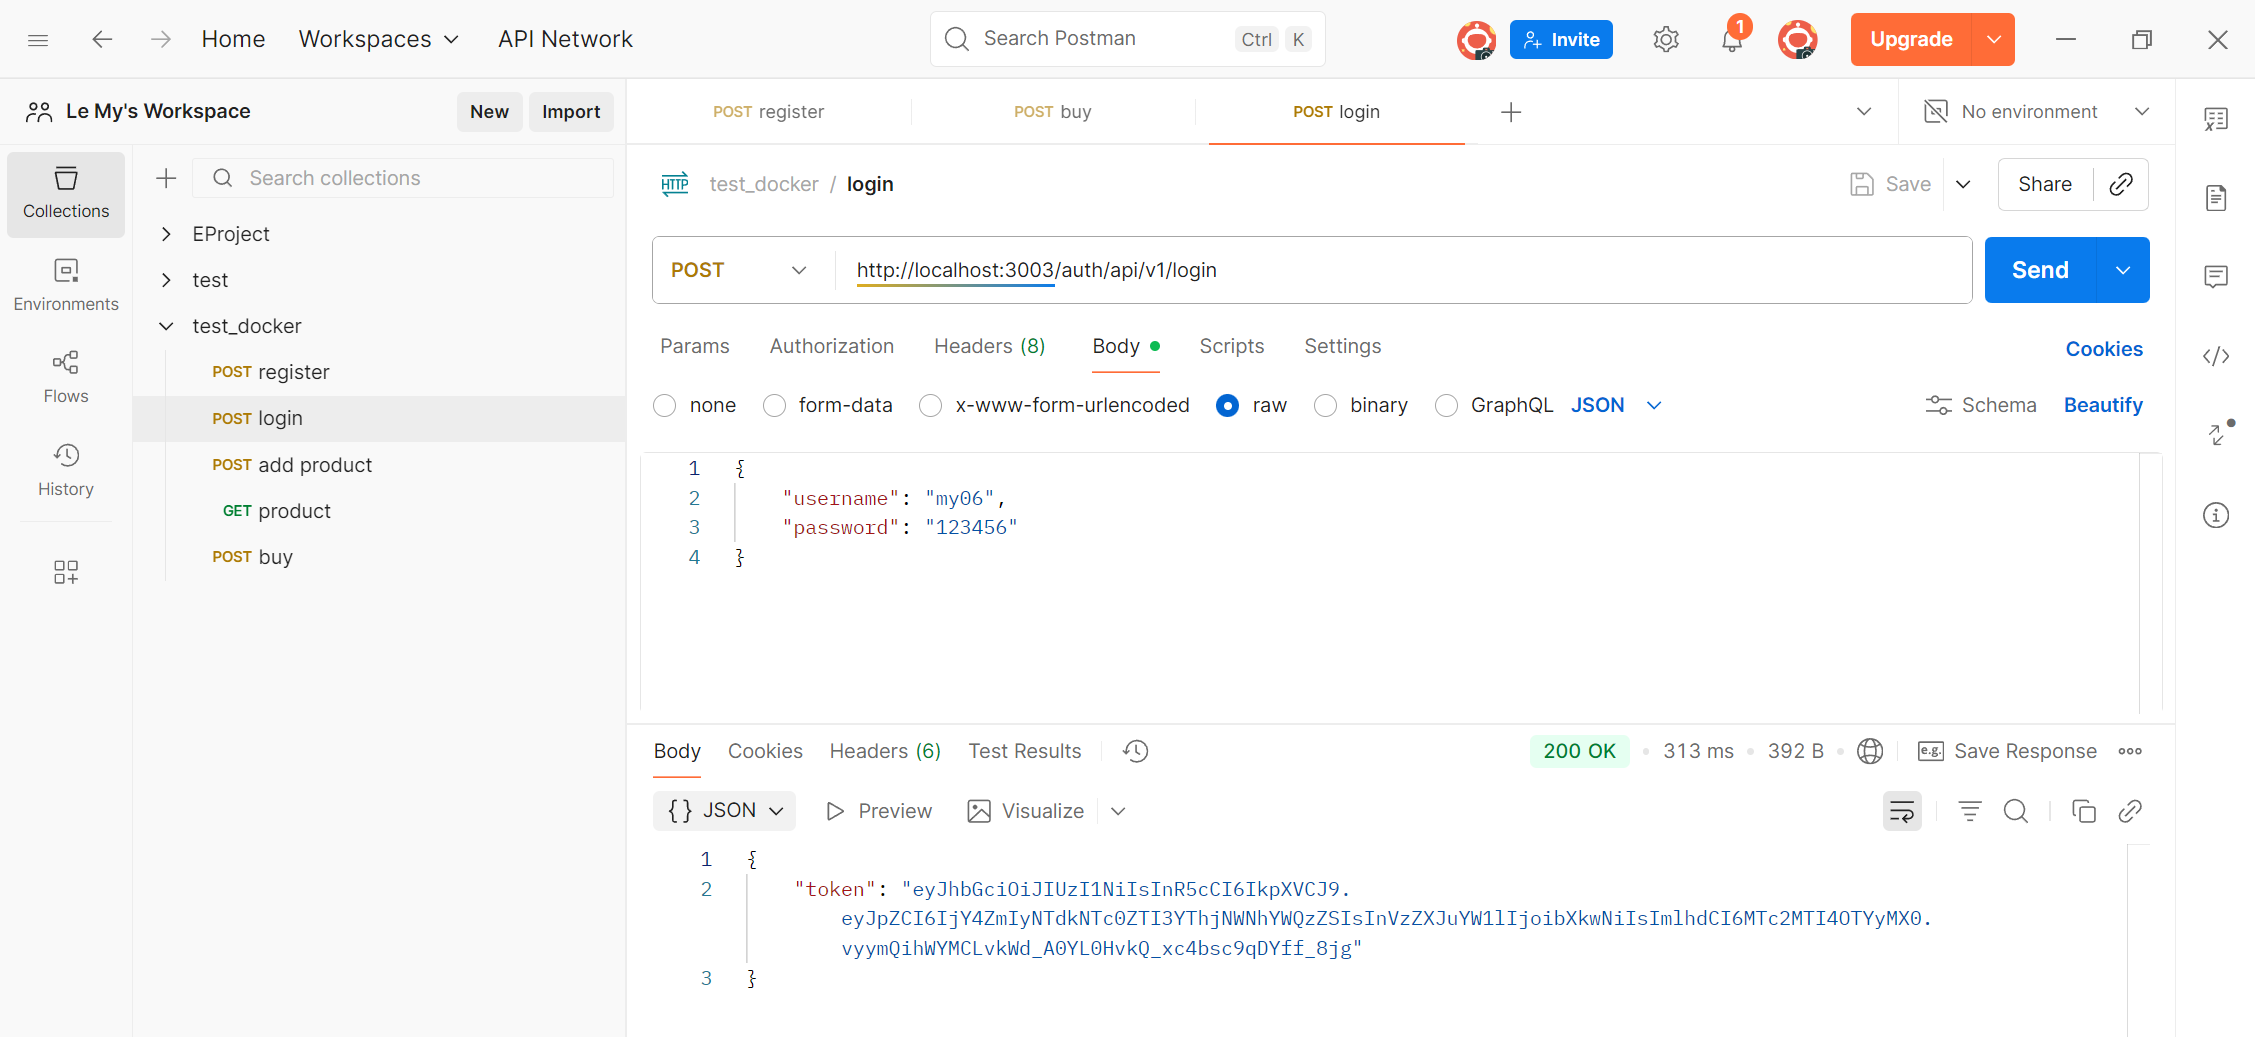 Home Workspaces API Network Search Postman Ctrl K Invite 1 Upgrade
Le My's Workspace New Import POST register POST buy POST login No environment
Collections
Environments
Flows
History
Search collections
EProject
test
test_docker
POST register
POST login
POST add product
GET product
POST buy
HTTP test_docker / login Save Share
POST http://localhost:3003/auth/api/v1/login Send
Params Authorization Headers (8) Body Scripts Settings Cookies
none form-data x-www-form-urlencoded raw binary GraphQL JSON Schema Beautify
1 {
2 "username": "my06",
3 "password": "123456"
4 }
Body Cookies Headers (6) Test Results 200 OK 313 ms 392 B e.g. Save Response
{} JSON Preview Visualize
1 {
2 "token": "eyJhbGciOiJIUzI1NiIsInR5cCI6IkpXVCJ9.
eyJpZCI6IjY4ZmIyNTdkNTc0ZTI3YThjNWNhYWQzZSIsInVzZXJuYW1lIjoibXkwNiIsImlhdCI6MTc2MTI4OTYyMX0.
vyymQihWYMCLvkWd_A0YL0HvkQ_xc4bsc9qDYff_8jg"
3 }